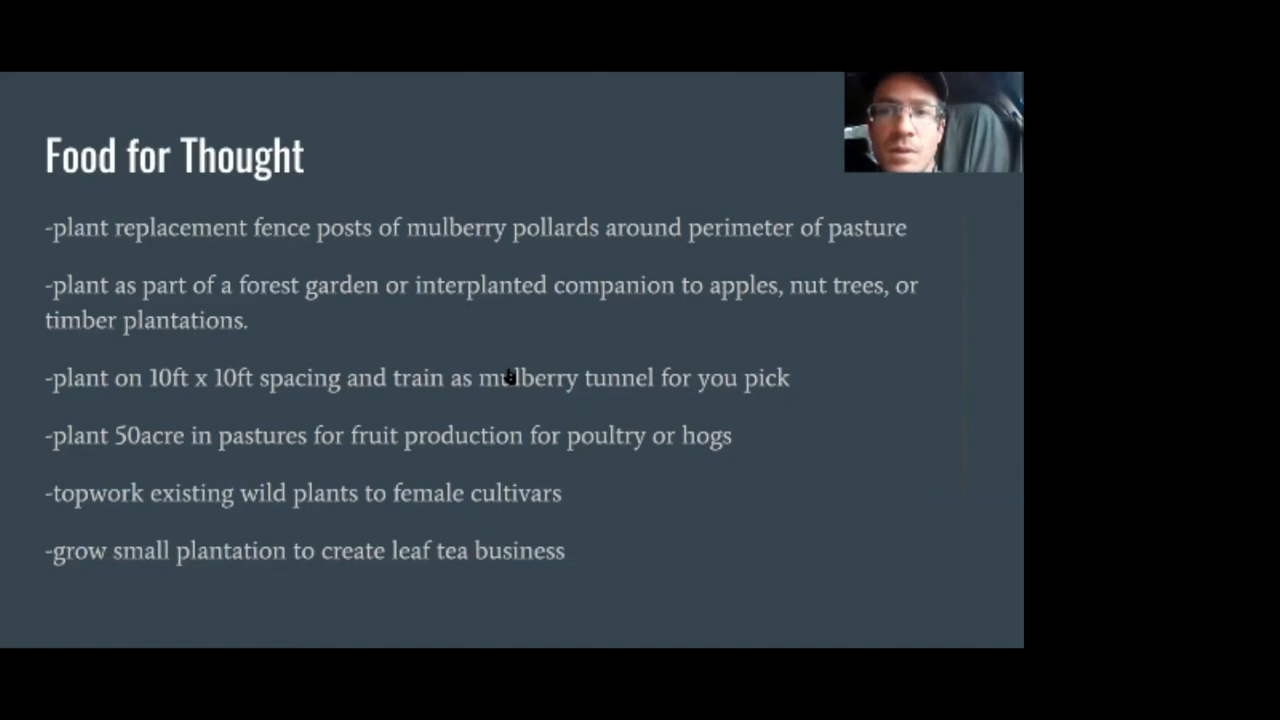 Food for Thought
-plant replacement fence posts of mulberry pollards around perimeter of pasture
-plant as part of a forest garden or interplanted companion to apples, nut trees, or
timber plantations.
-plant on 10ft x 10ft spacing and train as mulberry tunnel for you pick
-plant 50acre in pastures for fruit production for poultry or hogs
-topwork existing wild plants to female cultivars
-grow small plantation to create leaf tea business